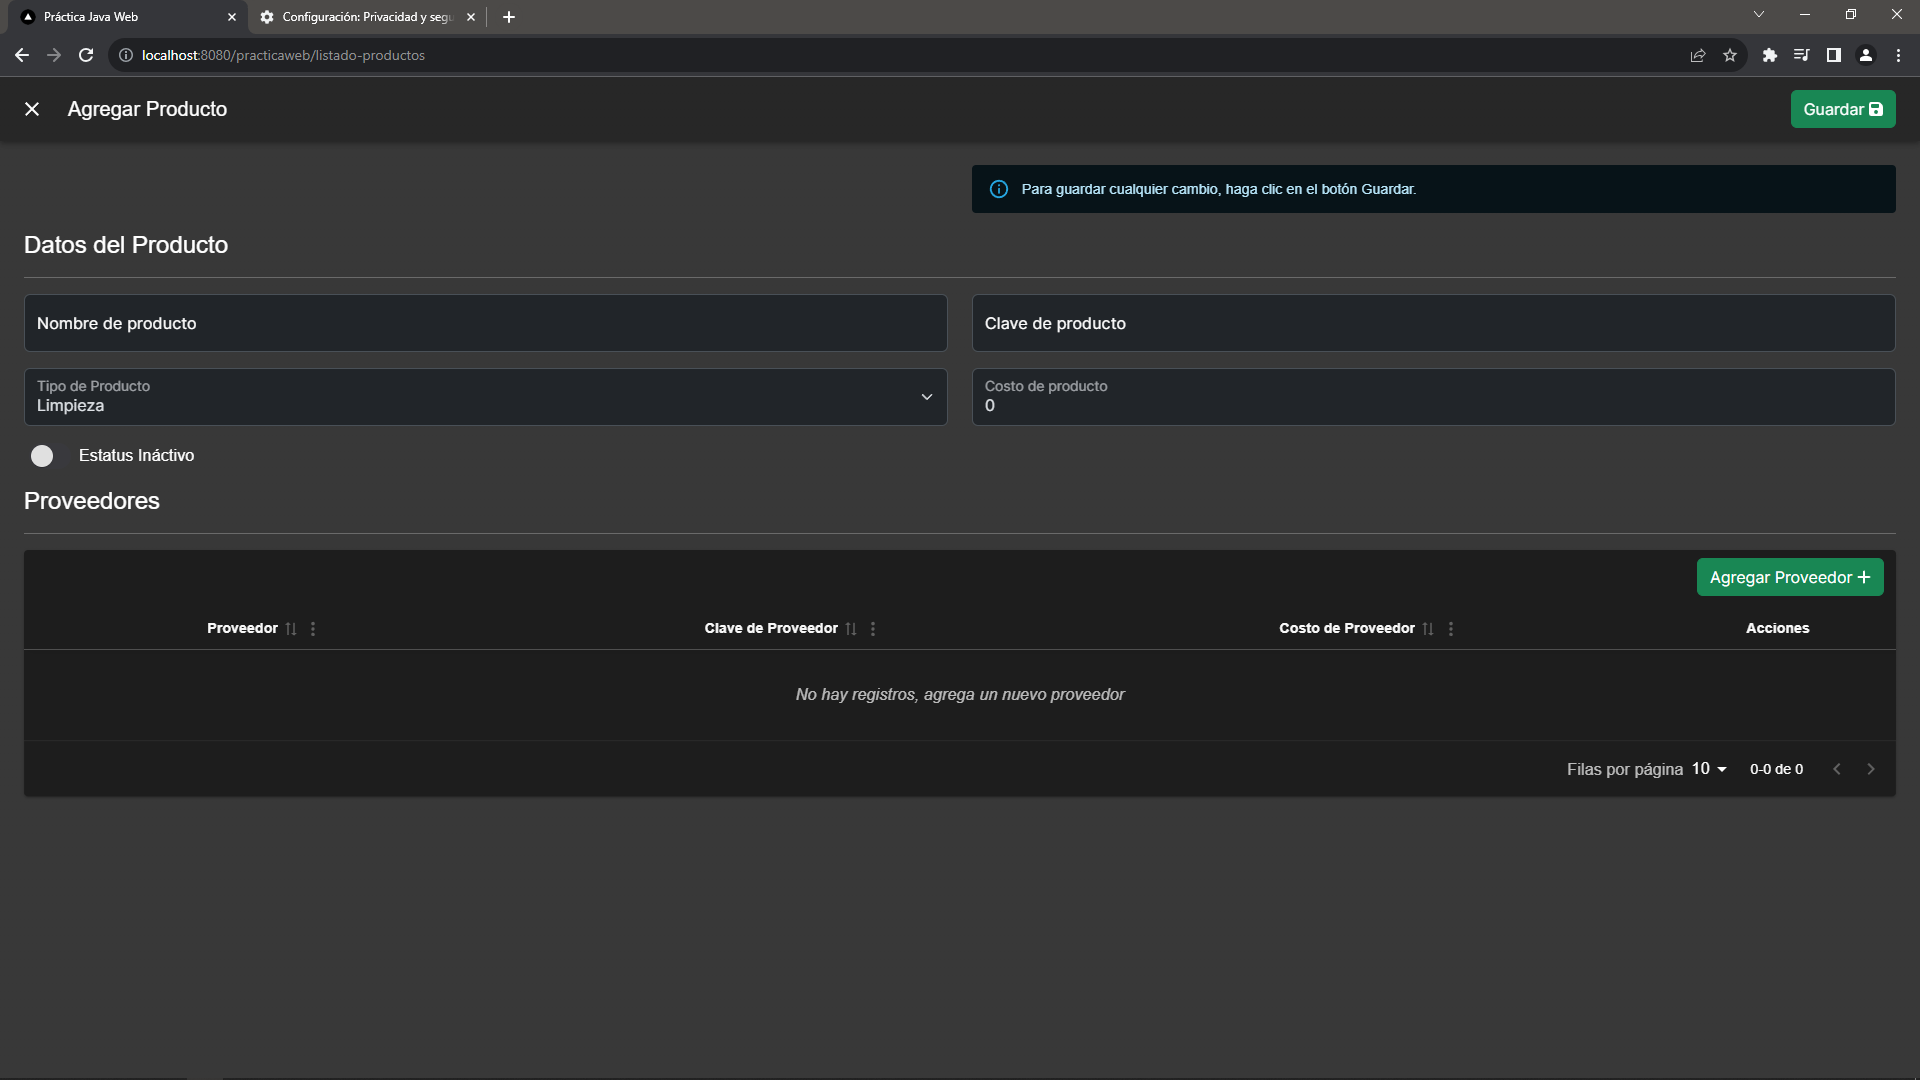 Práctica Java Web
Configuración: Privacidad y segu
localhost:8080/practicaweb/listado-productos
Agregar Producto
Guardar
Para guardar cualquier cambio, haga clic en el botón Guardar.
Datos del Producto
Nombre de producto
Clave de producto
Tipo de Producto
Limpieza
Costo de producto
0
Estatus Ináctivo
Proveedores
Agregar Proveedor
Proveedor Clave de Proveedor Costo de Proveedor Acciones
No hay registros, agrega un nuevo proveedor
Filas por página 10 0-0 de 0